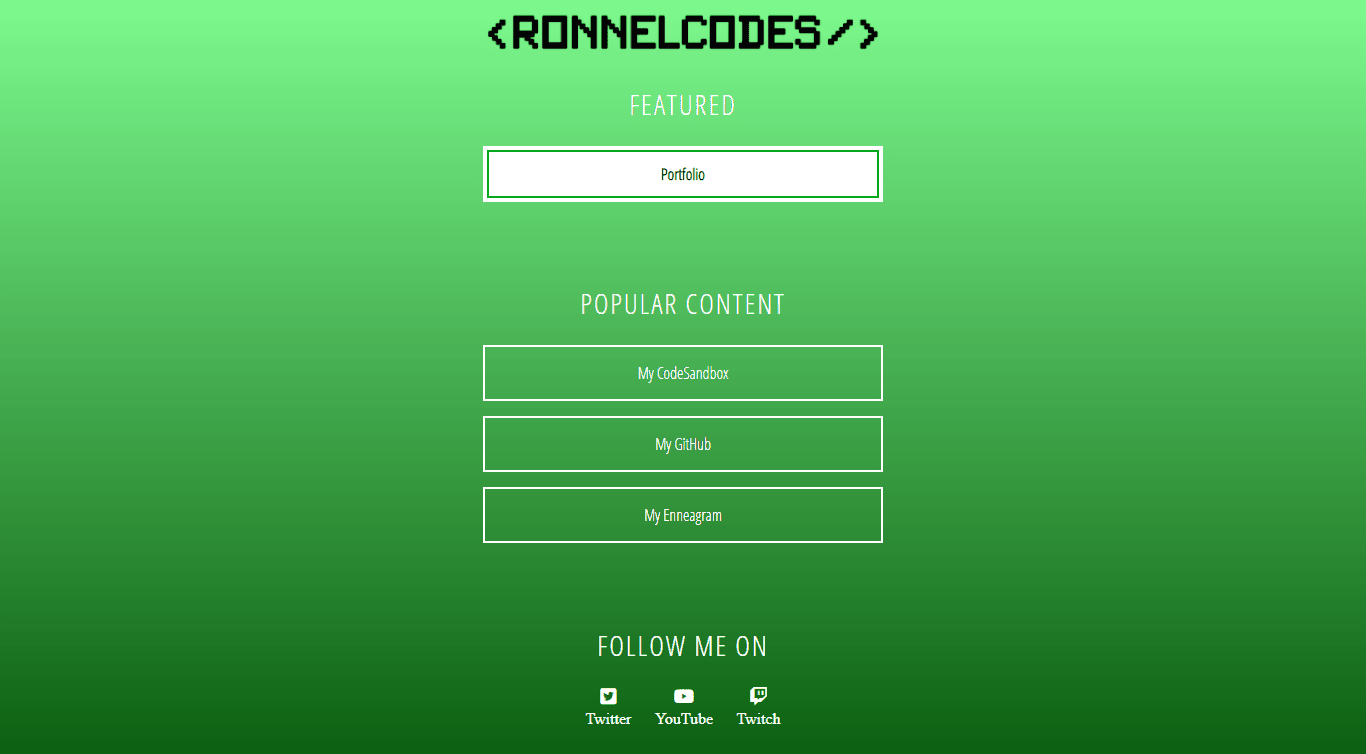 <RONNELCODES/>
FEATURED
Portfolio
POPULAR CONTENT
My CodeSandbox
My GitHub
My Enneagram
FOLLOW ME ON
Twitter YouTube Twitch